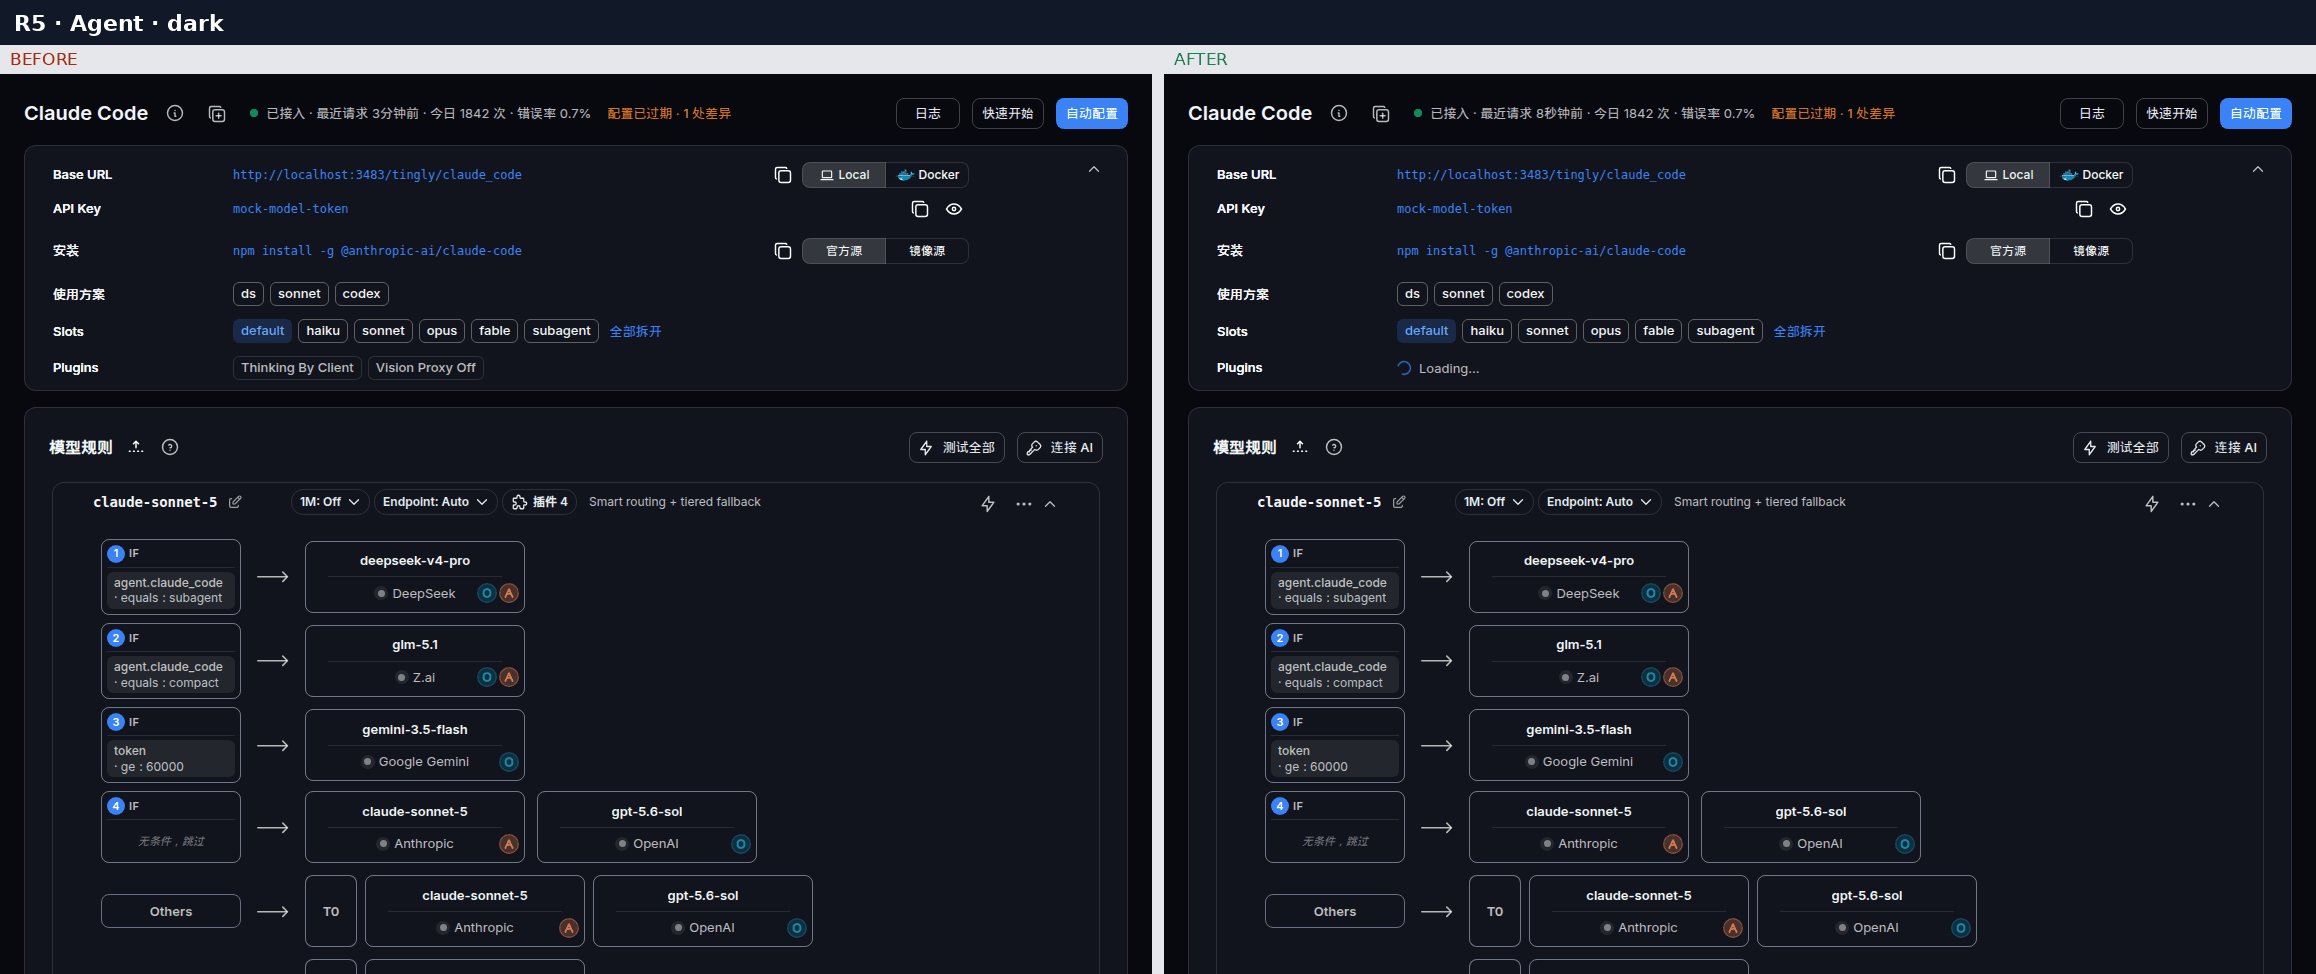 R5 · Agent · dark
BEFORE
Claude Code
已接入 · 最近请求 3分钟前 · 今日 1842 次 · 错误率 0.7%
配置已过期 · 1 处差异
日志
快速开始
自动配置
Base URL
http://localhost:3483/tingly/claude_code
Local
Docker
API Key
mock-model-token
安装
npm install -g @anthropic-ai/claude-code
官方源
镜像源
使用方案
ds
sonnet
codex
Slots
default
haiku
sonnet
opus
fable
subagent
全部拆开
Plugins
Thinking By Client
Vision Proxy Off
模型规则
测试全部
连接 AI
claude-sonnet-5
1M: Off
Endpoint: Auto
插件 4
Smart routing + tiered fallback
1 IF
agent.claude_code
· equals : subagent
deepseek-v4-pro
DeepSeek
O A
2 IF
agent.claude_code
· equals : compact
glm-5.1
Z.ai
O A
3 IF
token
· ge : 60000
gemini-3.5-flash
Google Gemini
O
4 IF
无条件，跳过
claude-sonnet-5
Anthropic
A
gpt-5.6-sol
OpenAI
O
Others
TO
claude-sonnet-5
Anthropic
A
gpt-5.6-sol
OpenAI
O
AFTER
Claude Code
已接入 · 最近请求 8秒钟前 · 今日 1842 次 · 错误率 0.7%
配置已过期 · 1 处差异
日志
快速开始
自动配置
Base URL
http://localhost:3483/tingly/claude_code
Local
Docker
API Key
mock-model-token
安装
npm install -g @anthropic-ai/claude-code
官方源
镜像源
使用方案
ds
sonnet
codex
Slots
default
haiku
sonnet
opus
fable
subagent
全部拆开
Plugins
Loading...
模型规则
测试全部
连接 AI
claude-sonnet-5
1M: Off
Endpoint: Auto
Smart routing + tiered fallback
1 IF
agent.claude_code
· equals : subagent
deepseek-v4-pro
DeepSeek
O A
2 IF
agent.claude_code
· equals : compact
glm-5.1
Z.ai
O A
3 IF
token
· ge : 60000
gemini-3.5-flash
Google Gemini
O
4 IF
无条件，跳过
claude-sonnet-5
Anthropic
A
gpt-5.6-sol
OpenAI
O
Others
TO
claude-sonnet-5
Anthropic
A
gpt-5.6-sol
OpenAI
O